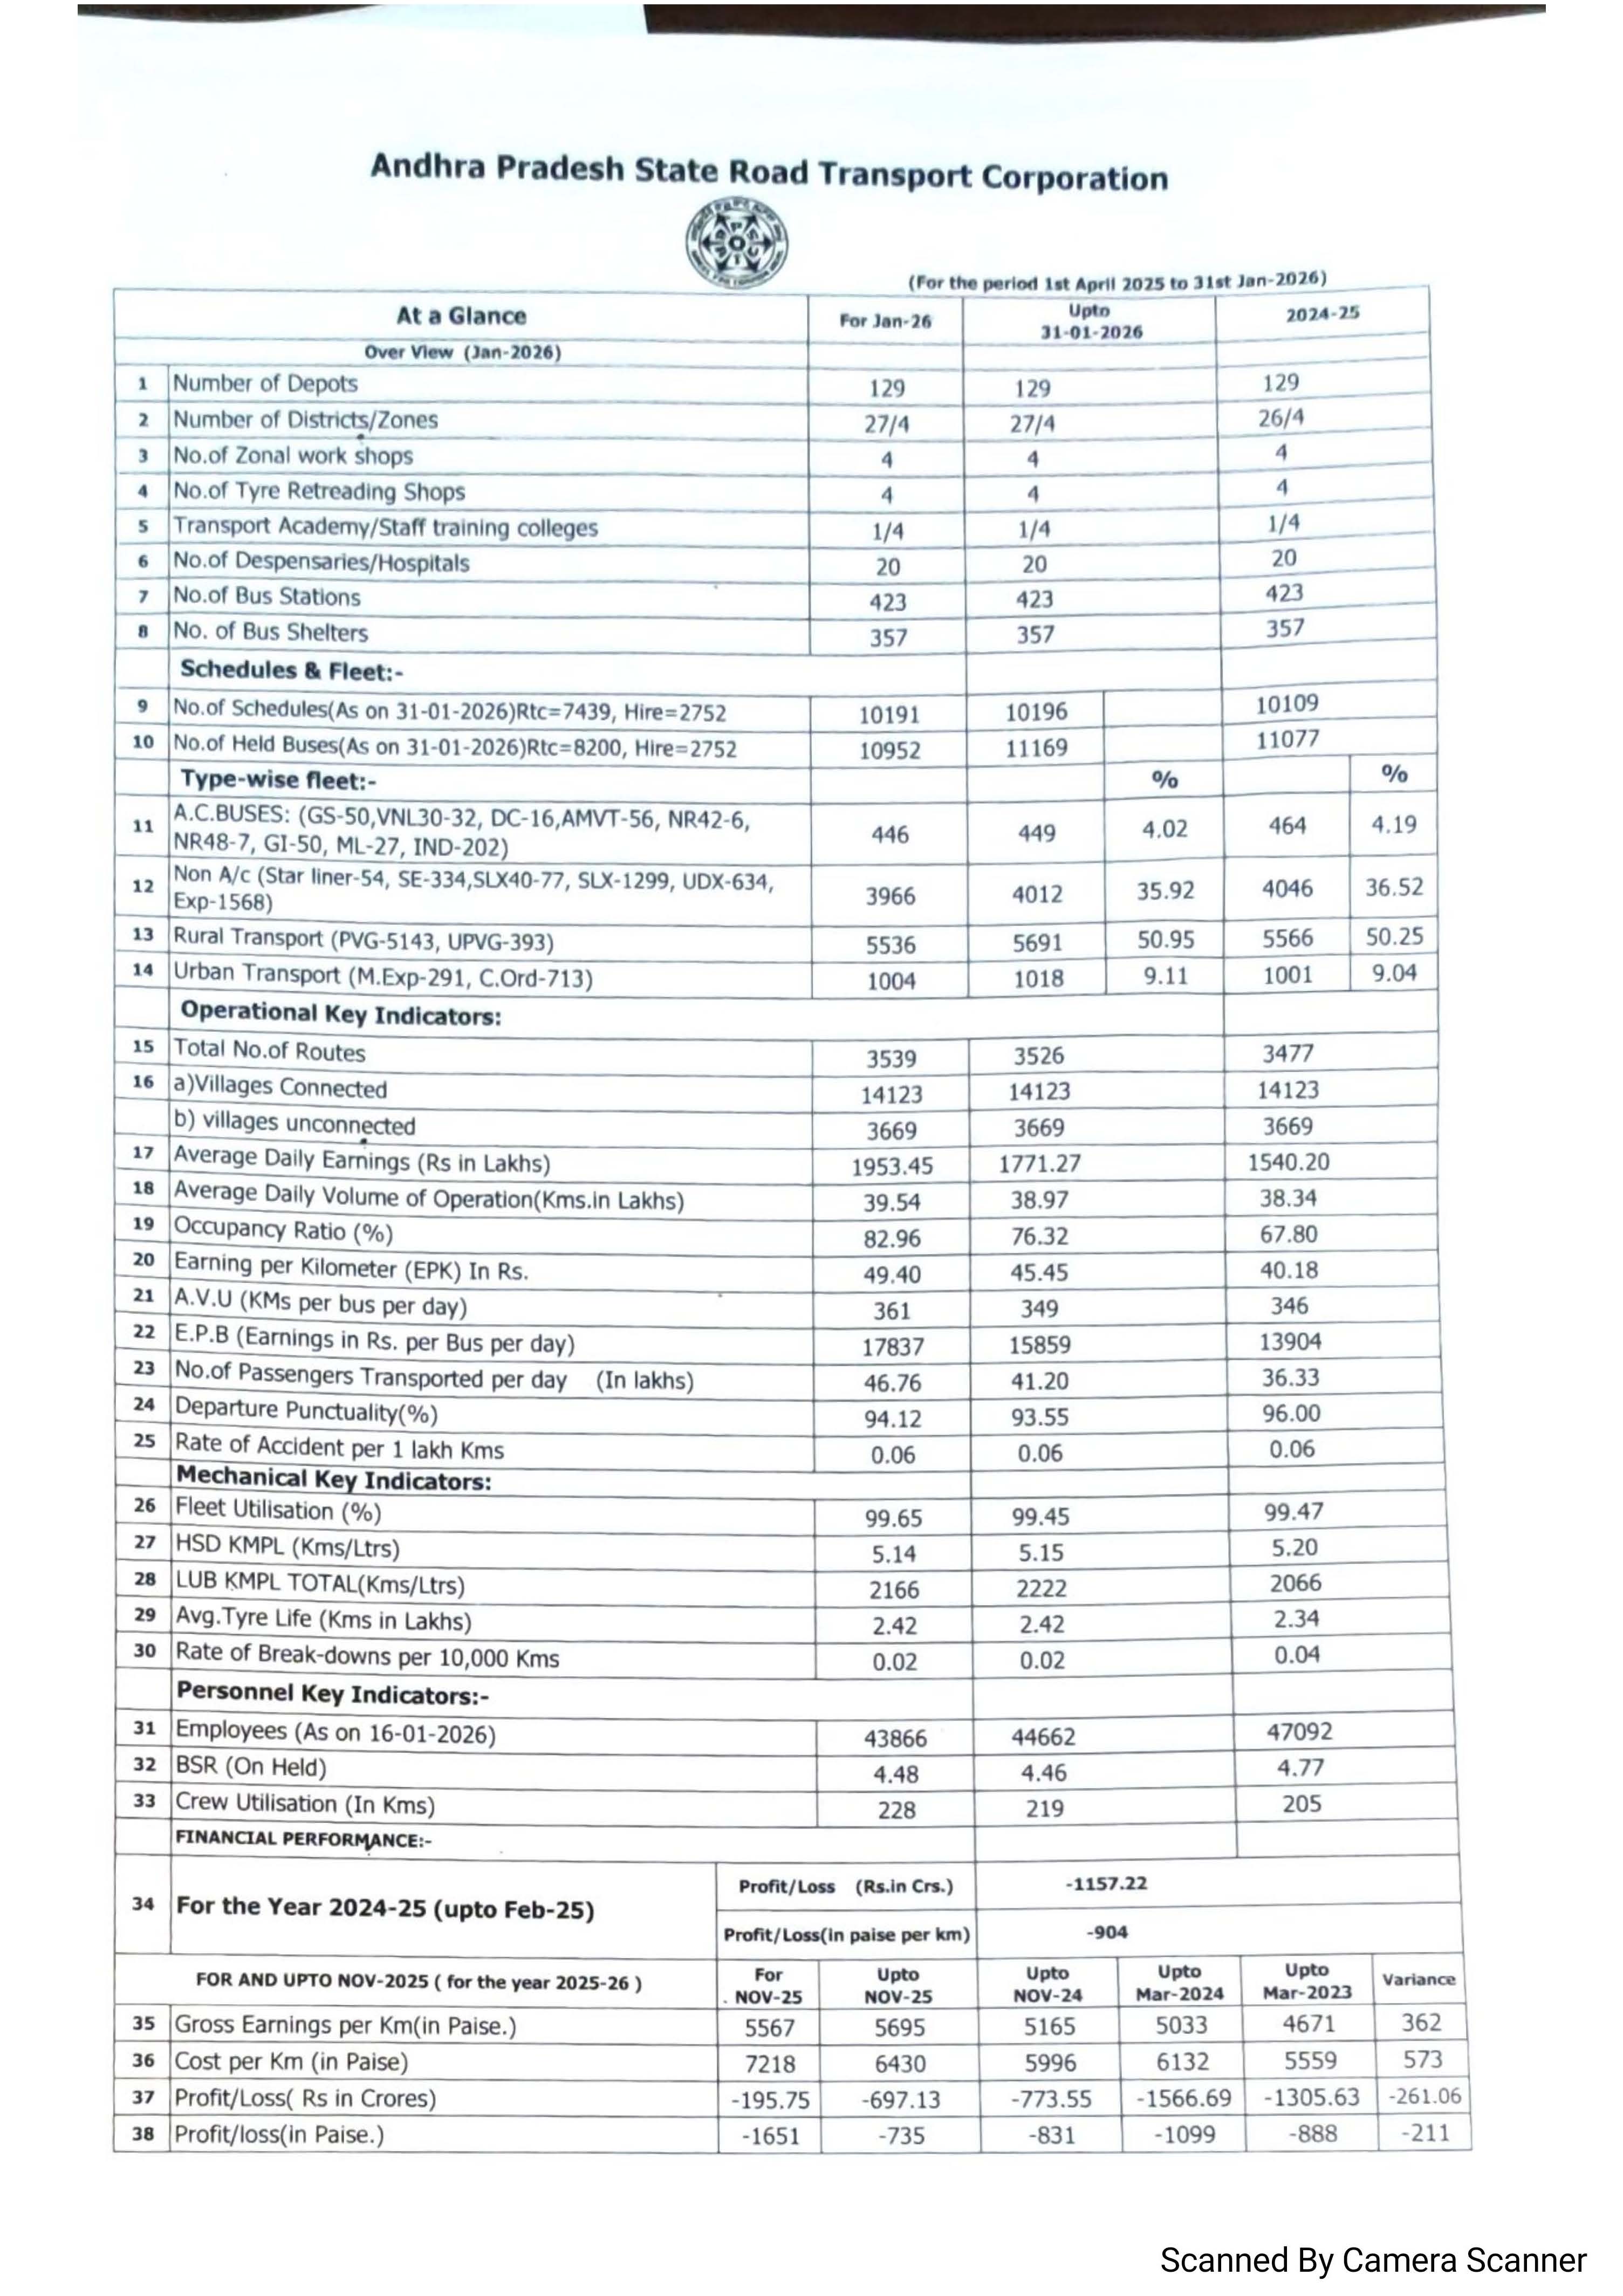 Andhra Pradesh State Road Transport Corporation
(For the period 1st April 2025 to 31st Jan-2026)
At a Glance For Jan-26 Upto 31-01-2026 2024-25
Over View (Jan-2026)
1 Number of Depots 129 129 129
2 Number of Districts/Zones 27/4 27/4 26/4
3 No.of Zonal work shops 4 4 4
4 No.of Tyre Retreading Shops 4 4 4
5 Transport Academy/Staff training colleges 1/4 1/4 1/4
6 No.of Despensaries/Hospitals 20 20 20
7 No.of Bus Stations 423 423 423
8 No. of Bus Shelters 357 357 357
Schedules & Fleet:-
9 No.of Schedules(As on 31-01-2026)Rtc=7439, Hire=2752 10191 10196 10109
10 No.of Held Buses(As on 31-01-2026)Rtc=8200, Hire=2752 10952 11169 11077
Type-wise fleet:- % %
11 A.C.BUSES: (GS-50,VNL30-32, DC-16,AMVT-56, NR42-6,
NR48-7, GI-50, ML-27, IND-202) 446 449 4.02 464 4.19
12 Non A/c (Star liner-54, SE-334,SLX40-77, SLX-1299, UDX-634,
Exp-1568) 3966 4012 35.92 4046 36.52
13 Rural Transport (PVG-5143, UPVG-393) 5536 5691 50.95 5566 50.25
14 Urban Transport (M.Exp-291, C.Ord-713) 1004 1018 9.11 1001 9.04
Operational Key Indicators:
15 Total No.of Routes 3539 3526 3477
16 a)Villages Connected 14123 14123 14123
b) villages unconnected 3669 3669 3669
17 Average Daily Earnings (Rs in Lakhs) 1953.45 1771.27 1540.20
18 Average Daily Volume of Operation(Kms.in Lakhs) 39.54 38.97 38.34
19 Occupancy Ratio (%) 82.96 76.32 67.80
20 Earning per Kilometer (EPK) In Rs. 49.40 45.45 40.18
21 A.V.U (KMs per bus per day) 361 349 346
22 E.P.B (Earnings in Rs. per Bus per day) 17837 15859 13904
23 No.of Passengers Transported per day (In lakhs) 46.76 41.20 36.33
24 Departure Punctuality(%) 94.12 93.55 96.00
25 Rate of Accident per 1 lakh Kms 0.06 0.06 0.06
Mechanical Key Indicators:
26 Fleet Utilisation (%) 99.65 99.45 99.47
27 HSD KMPL (Kms/Ltrs) 5.14 5.15 5.20
28 LUB KMPL TOTAL(Kms/Ltrs) 2166 2222 2066
29 Avg.Tyre Life (Kms in Lakhs) 2.42 2.42 2.34
30 Rate of Break-downs per 10,000 Kms 0.02 0.02 0.04
Personnel Key Indicators:-
31 Employees (As on 16-01-2026) 43866 44662 47092
32 BSR (On Held) 4.48 4.46 4.77
33 Crew Utilisation (In Kms) 228 219 205
FINANCIAL PERFORMANCE:-
34 For the Year 2024-25 (upto Feb-25) Profit/Loss (Rs.in Crs.) -1157.22
Profit/Loss(in paise per km) -904
FOR AND UPTO NOV-2025 ( for the year 2025-26 ) For NOV-25 Upto NOV-25 Upto NOV-24 Upto Mar-2024 Upto Mar-2023 Variance
35 Gross Earnings per Km(in Paise.) 5567 5695 5165 5033 4671 362
36 Cost per Km (in Paise) 7218 6430 5996 6132 5559 573
37 Profit/Loss( Rs in Crores) -195.75 -697.13 -773.55 -1566.69 -1305.63 -261.06
38 Profit/loss(in Paise.) -1651 -735 -831 -1099 -888 -211
Scanned By Camera Scanner